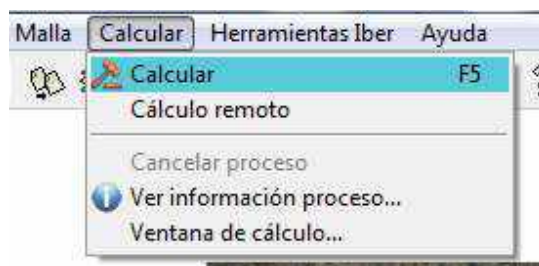 Malla Calcular Herramientas Iber Ayuda
Calcular F5
Cálculo remoto
Cancelar proceso
Ver información proceso...
Ventana de cálculo...